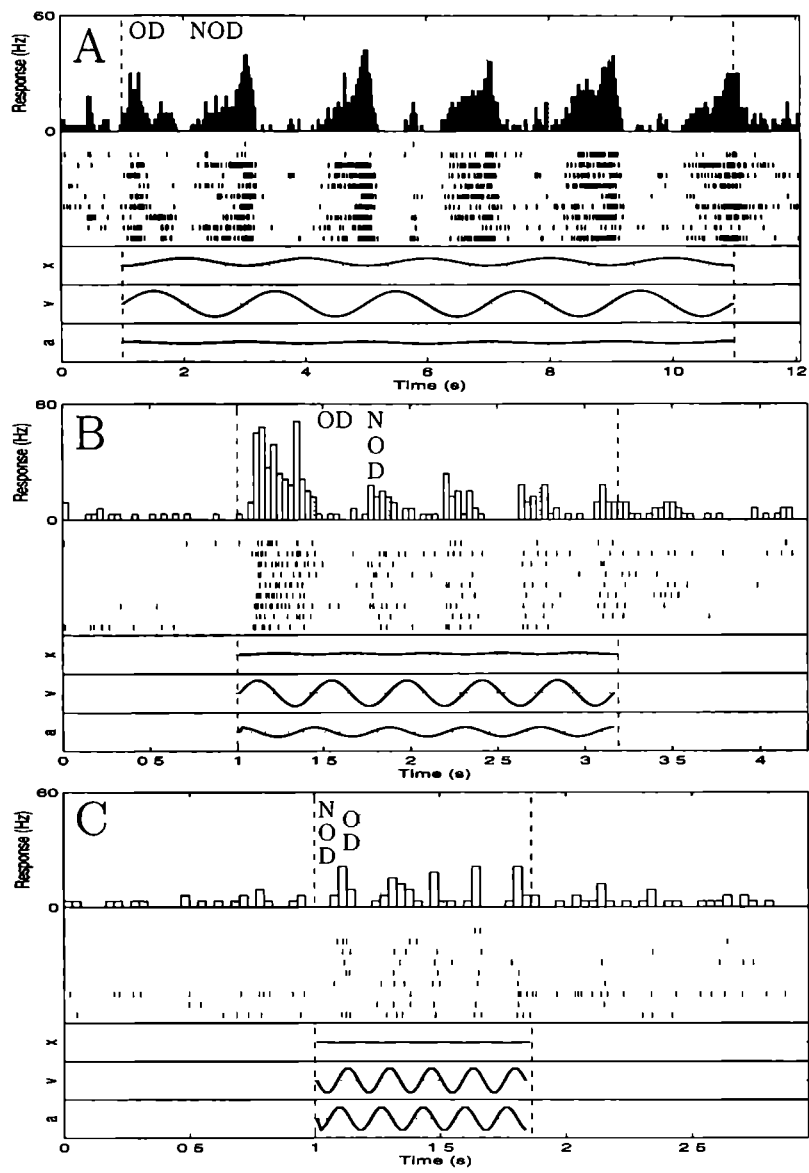 60
A
OD NOD
Response (Hz)
0
x
v
a
0 2 4 6 8 10 12
Time (s)
80
B
OD
N
O
D
Response (Hz)
0
x
v
a
0 0 5 1 1 5 2 2 5 3 3 5 4
Time (s)
60
C
N
O
D
O
D
Response (Hz)
0
x
v
a
0 0 5 1 1 5 2 2 5
Time (s)